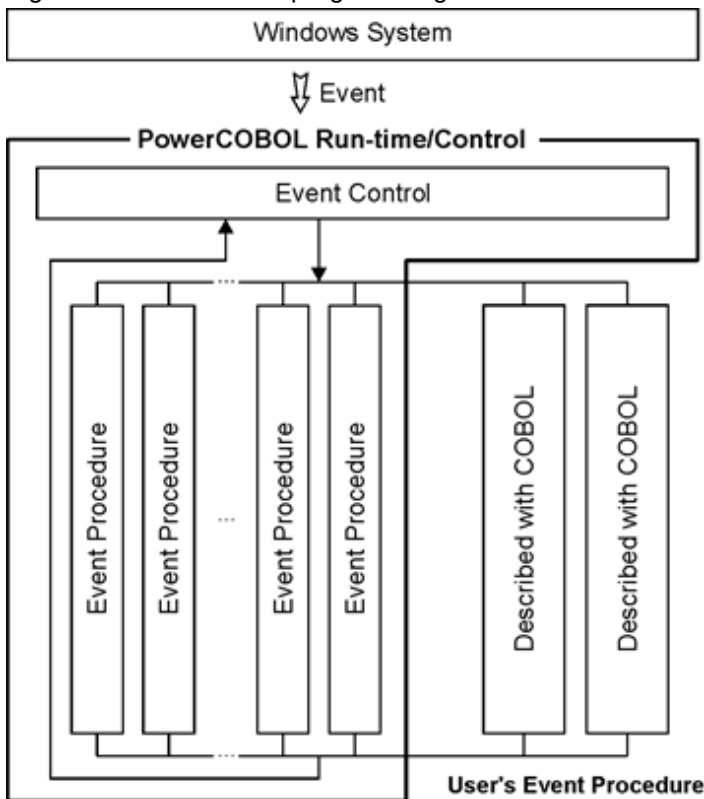 Windows System
Event
PowerCOBOL Run-time/Control
Event Control
...
Event Procedure
Event Procedure
...
Event Procedure
Event Procedure
Described with COBOL
Described with COBOL
...
User's Event Procedure